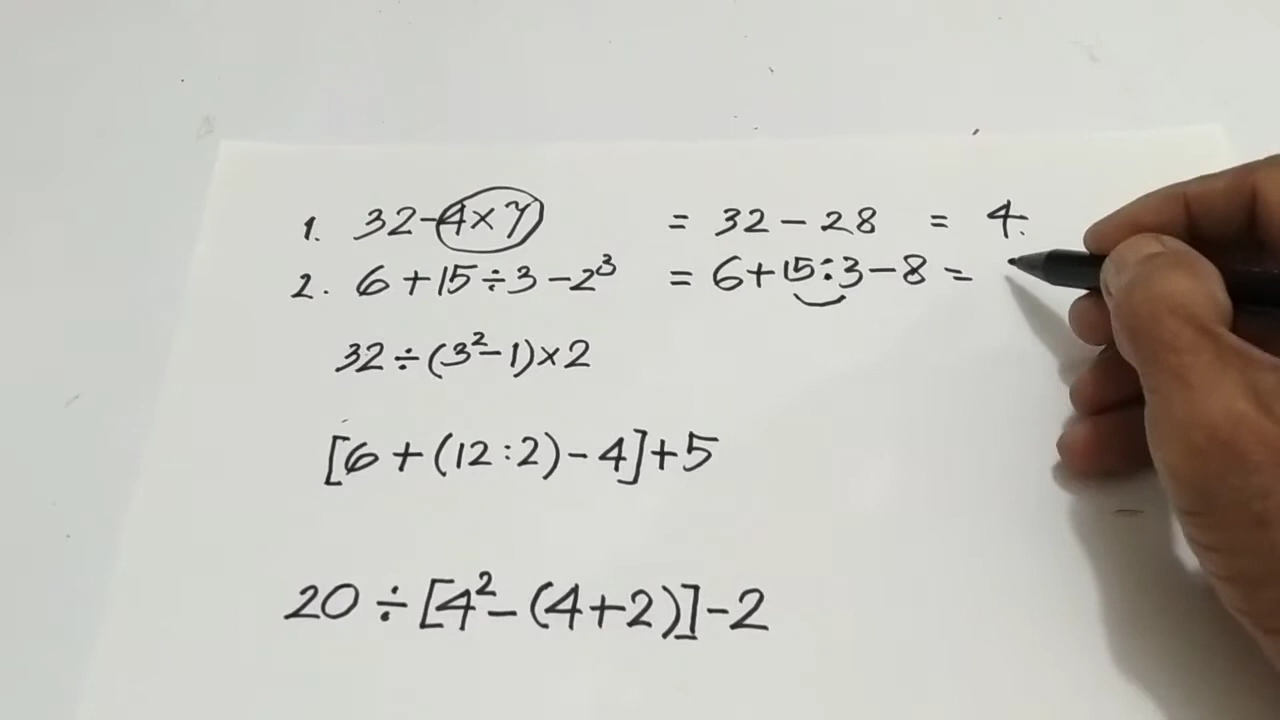 1. 32-4×7 = 32-28 = 4.
2. 6+15÷3-2³ = 6+15÷3-8 =
32÷(3²-1)×2
[6+(12:2)-4]+5
20÷[4²-(4+2)]-2